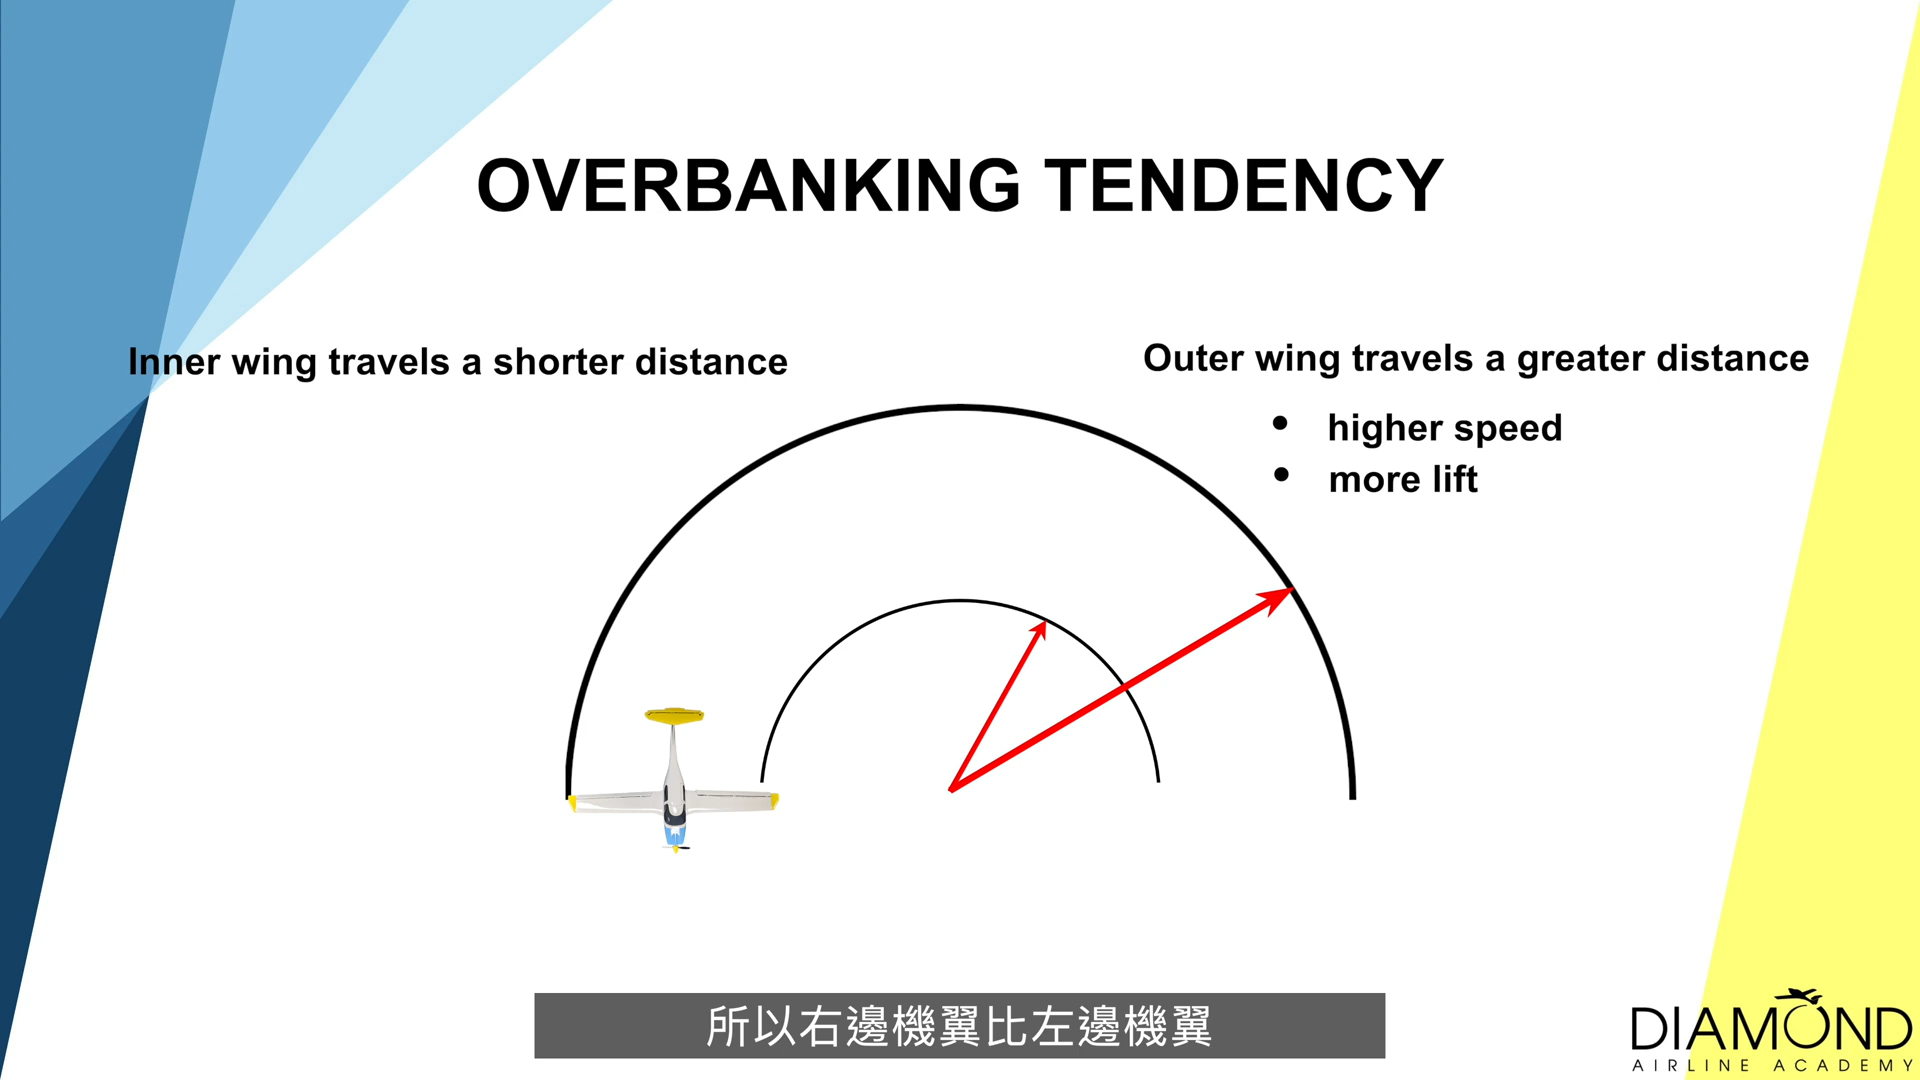 OVERBANKING TENDENCY
Inner wing travels a shorter distance
Outer wing travels a greater distance
• higher speed
• more lift
所以右邊機翼比左邊機翼
DIAMOND
AIRLINE ACADEMY